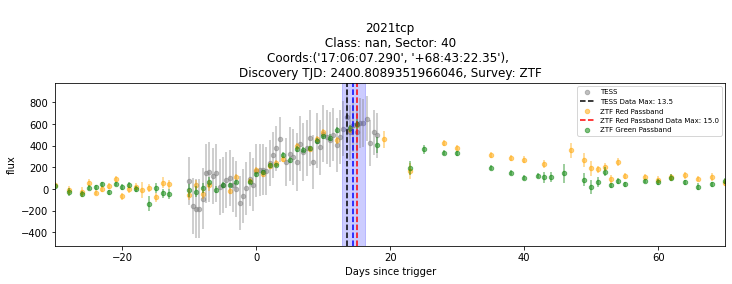 2021tcp
Class: nan, Sector: 40
Coords:('17:06:07.290', '+68:43:22.35'),
Discovery TJD: 2400.8089351966046, Survey: ZTF
TESS
TESS Data Max: 13.5
ZTF Red Passband
ZTF Red Passband Data Max: 15.0
ZTF Green Passband
flux
800
600
400
200
0
−200
−400
−20
0
20
40
60
Days since trigger